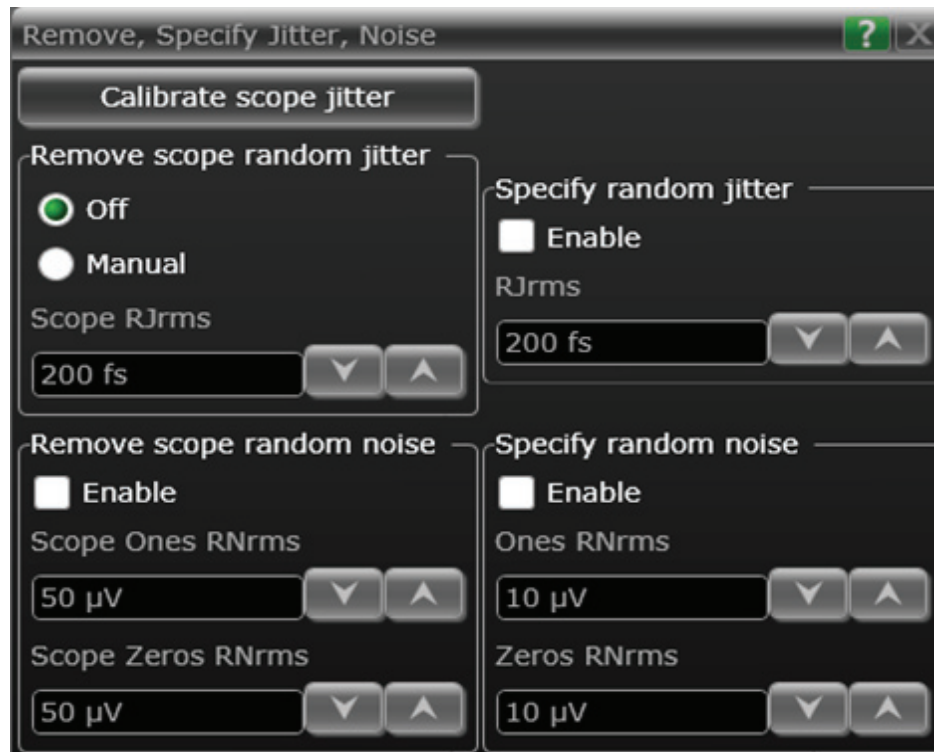 Remove, Specify Jitter, Noise
? X
Calibrate scope jitter
Remove scope random jitter
Off
Manual
Scope RJrms
200 fs
Specify random jitter
Enable
RJrms
200 fs
Remove scope random noise
Enable
Scope Ones RNrms
50 µV
Scope Zeros RNrms
50 µV
Specify random noise
Enable
Ones RNrms
10 µV
Zeros RNrms
10 µV